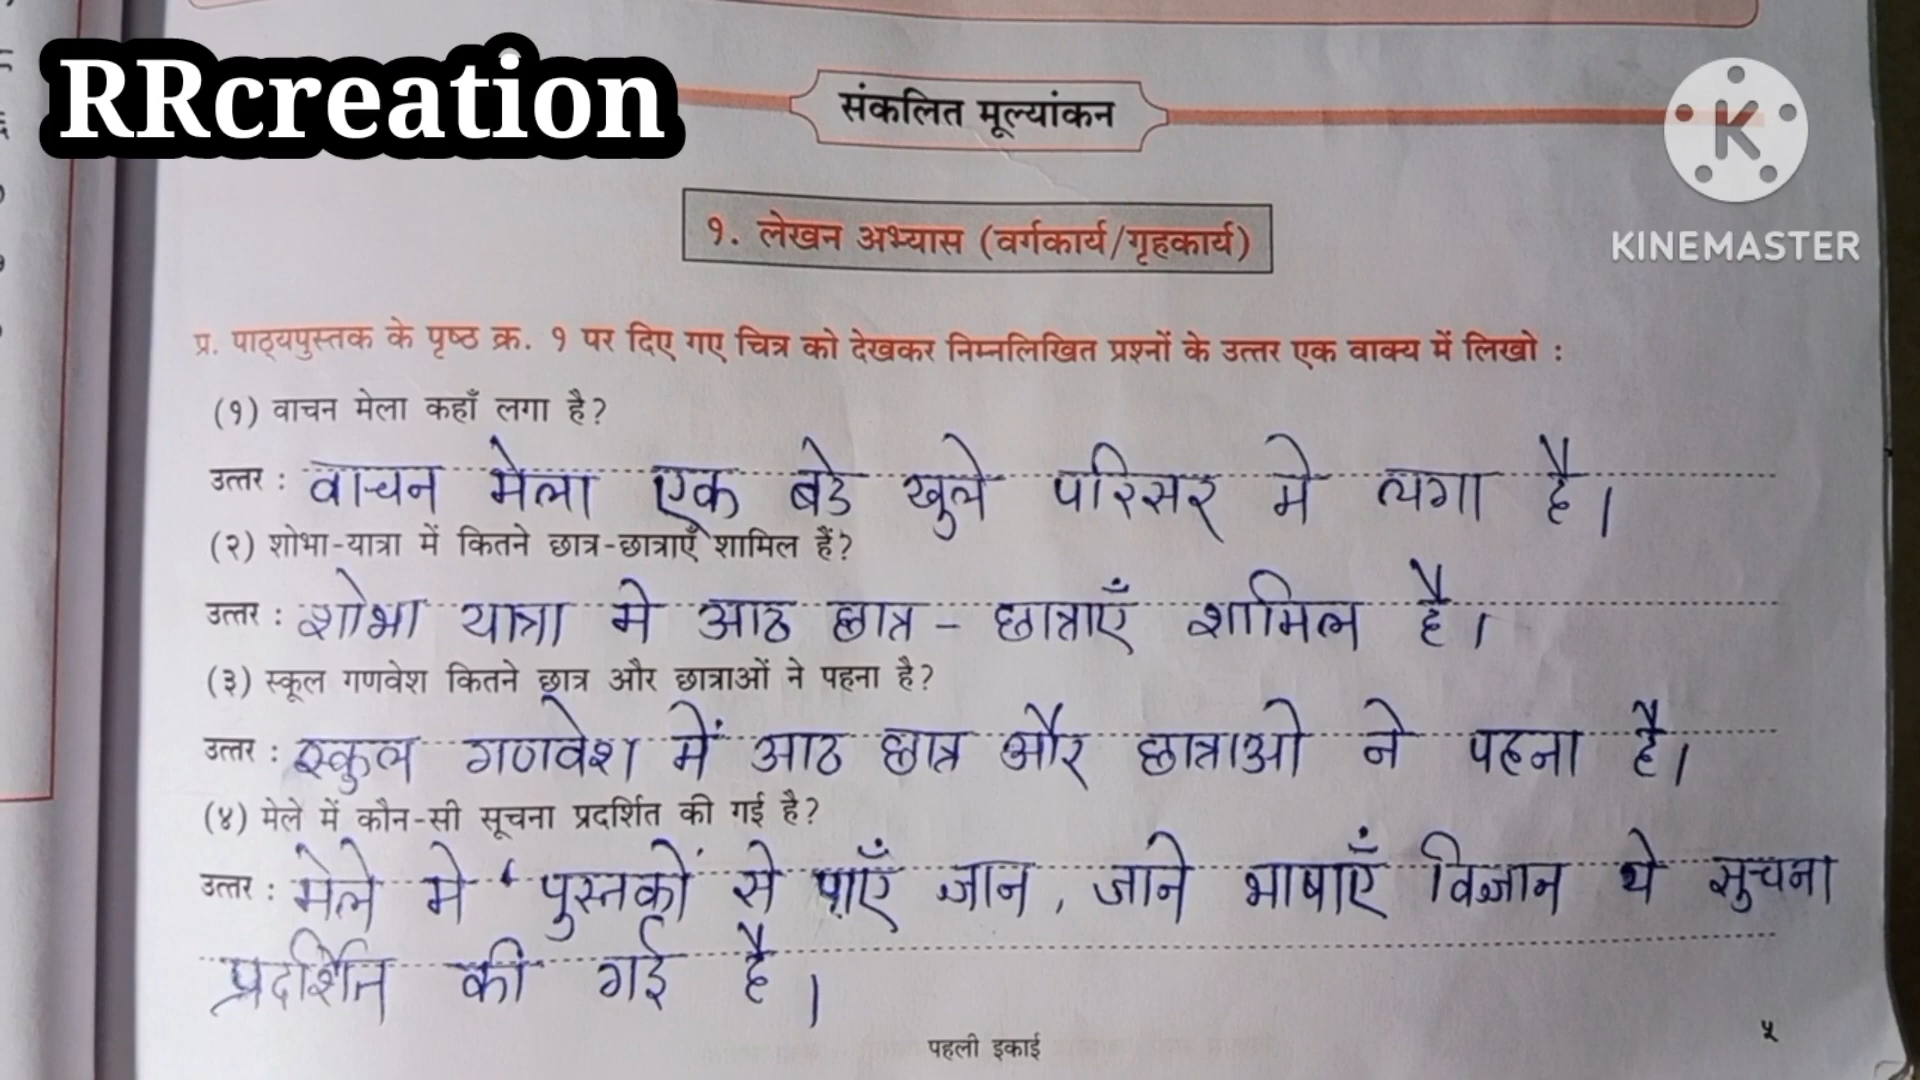 RRcreation
KINEMASTER
संकलित मूल्यांकन
१. लेखन अभ्यास (वर्गकार्य/गृहकार्य)
प्र. पाठ्यपुस्तक के पृष्ठ क्र. १ पर दिए गए चित्र को देखकर निम्नलिखित प्रश्नों के उत्तर एक वाक्य में लिखो :
(१) वाचन मेला कहाँ लगा है?
उत्तर : वाचन मेला एक बडे खुले परिसर मे लगा है।
(२) शोभा-यात्रा में कितने छात्र-छात्राएँ शामिल हैं?
उत्तर : शोभा यात्रा मे आठ छात्र - छात्राएँ शामिल है।
(३) स्कूल गणवेश कितने छात्र और छात्राओं ने पहना है?
उत्तर : स्कुल गणवेश में आठ छात्र और छात्राओ ने पहना है।
(४) मेले में कौन-सी सूचना प्रदर्शित की गई है?
उत्तर : मेले मे ' पुस्तकों से पाएँ ज्ञान, जाने भाषाएँ विज्ञान ये सुचना
प्रदर्शित की गई है।
पहली इकाई
५